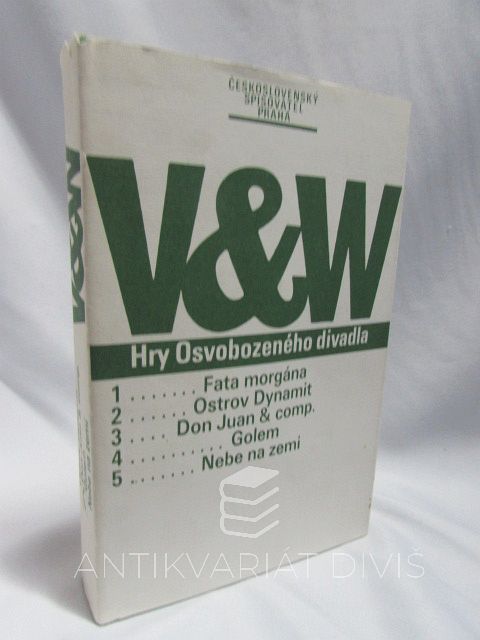 ČESKOSLOVENSKÝ
SPISOVATEL
PRAHA
V&W
Hry Osvobozeného divadla
1 ....... Fata morgána
2 ...... Ostrov Dynamit
3 .... Don Juan & comp.
4 .......... Golem
5 ....... Nebe na zemi
V&W
ANTIKVARIÁT DIVIŠ